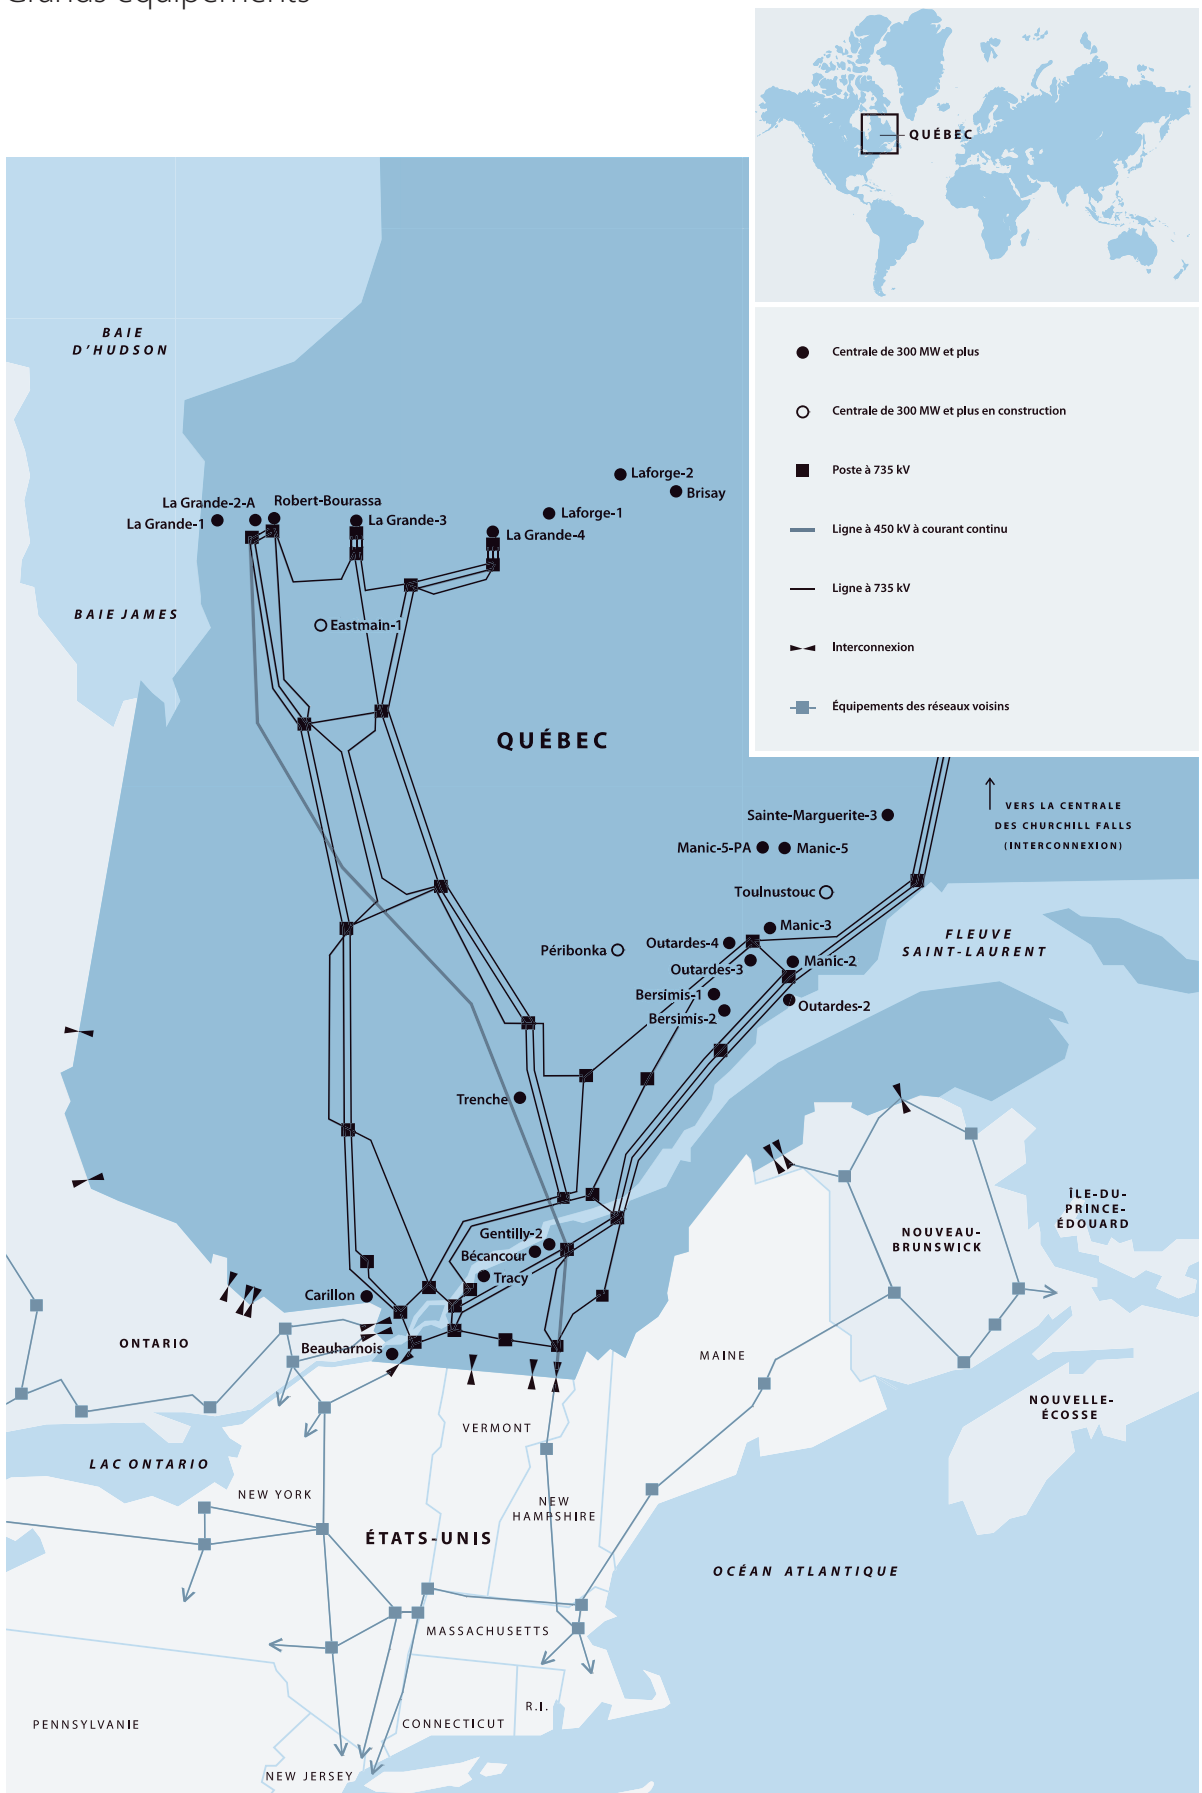 Grands équipements
QUÉBEC
BAIE
D'HUDSON
Centrale de 300 MW et plus
Centrale de 300 MW et plus en construction
Poste à 735 kV
Ligne à 450 kV à courant continu
Ligne à 735 kV
Interconnexion
Équipements des réseaux voisins
Laforge-2
Brisay
La Grande-2-A
Robert-Bourassa
La Grande-1
La Grande-3
Laforge-1
La Grande-4
BAIE JAMES
Eastmain-1
QUÉBEC
VERS LA CENTRALE
DES CHURCHILL FALLS
(INTERCONNEXION)
Sainte-Marguerite-3
Manic-5-PA
Manic-5
Toulnustouc
Manic-3
FLEUVE
SAINT-LAURENT
Péribonka
Outardes-4
Outardes-3
Manic-2
Bersimis-1
Bersimis-2
Outardes-2
Trenche
ÎLE-DU-
PRINCE-
ÉDOUARD
NOUVEAU-
BRUNSWICK
Gentilly-2
Bécancour
Tracy
Carillon
ONTARIO
Beauharnois
MAINE
NOUVELLE-
ÉCOSSE
VERMONT
LAC ONTARIO
NEW YORK
NEW
HAMPSHIRE
ÉTATS-UNIS
OCÉAN ATLANTIQUE
MASSACHUSETTS
R.I.
PENNSYLVANIE
CONNECTICUT
NEW JERSEY